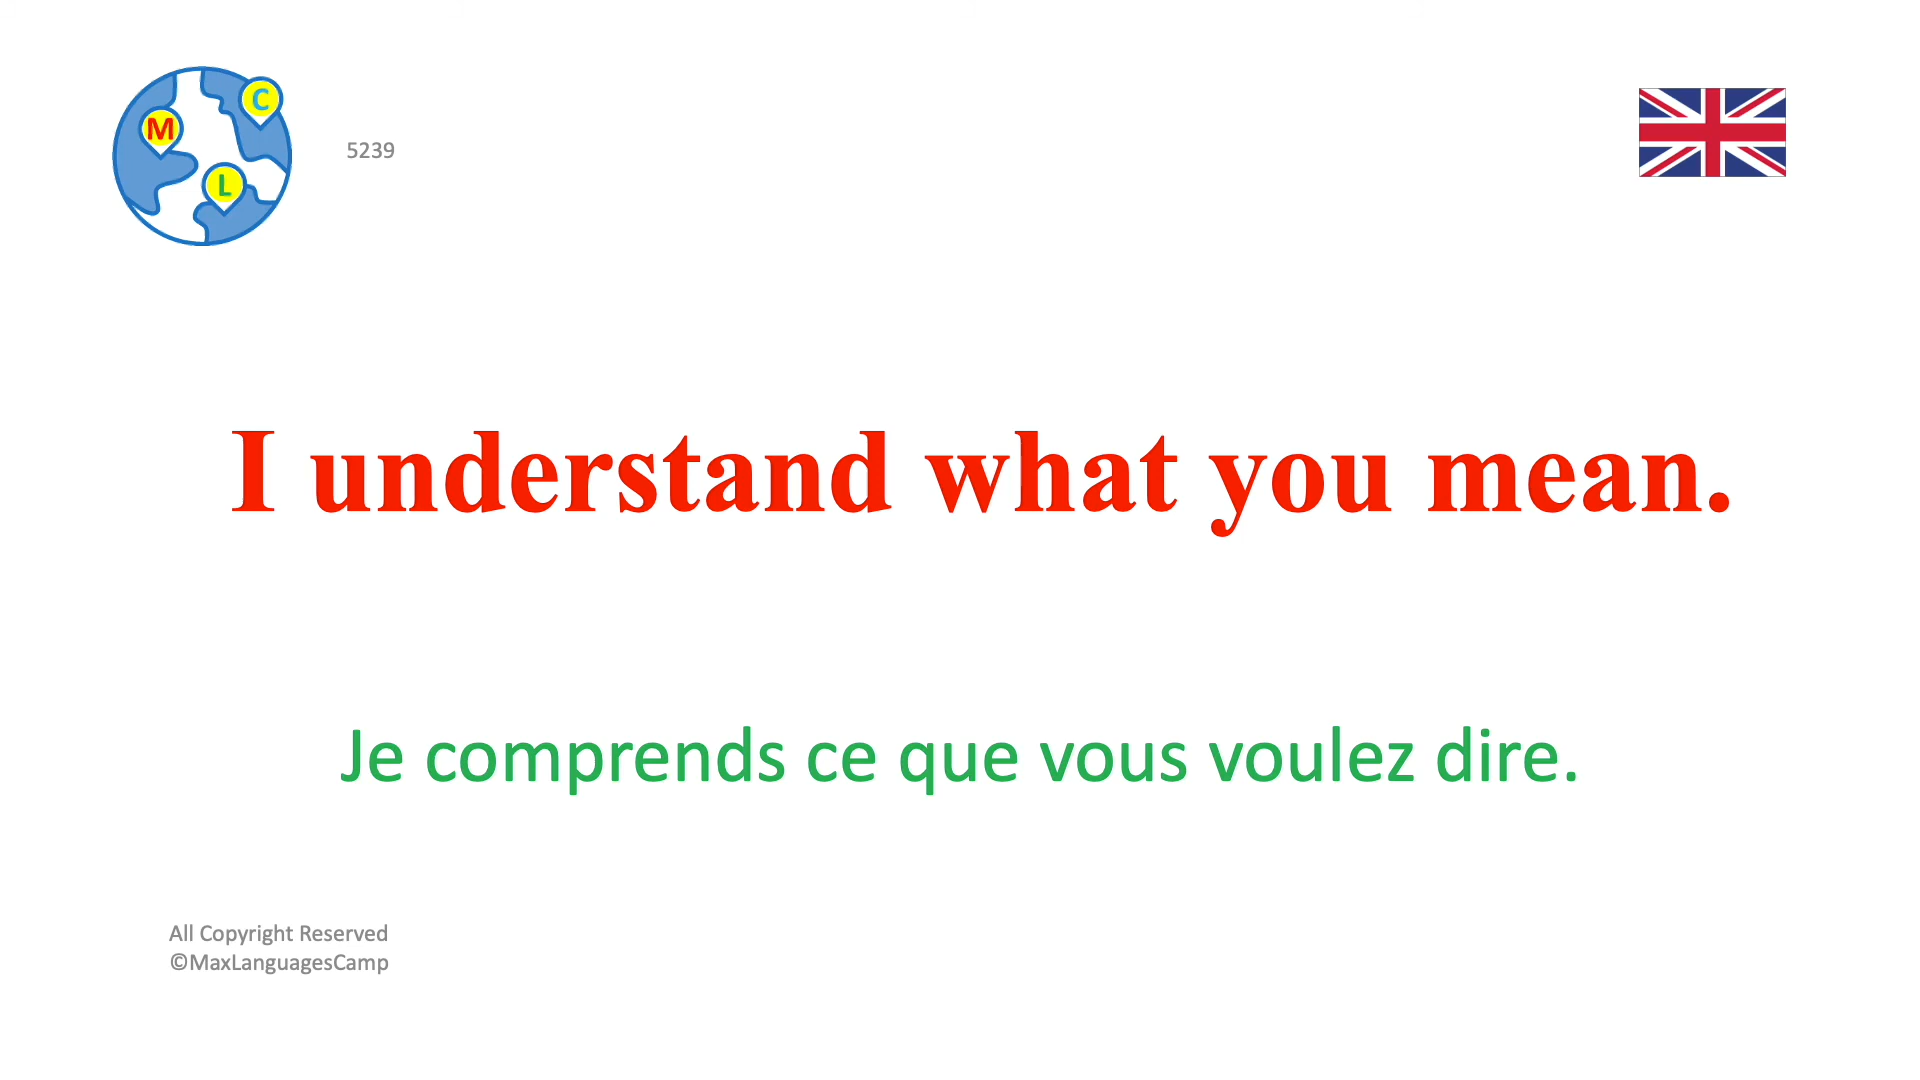 M
C
L
5239
I understand what you mean.
Je comprends ce que vous voulez dire.
All Copyright Reserved
©MaxLanguagesCamp